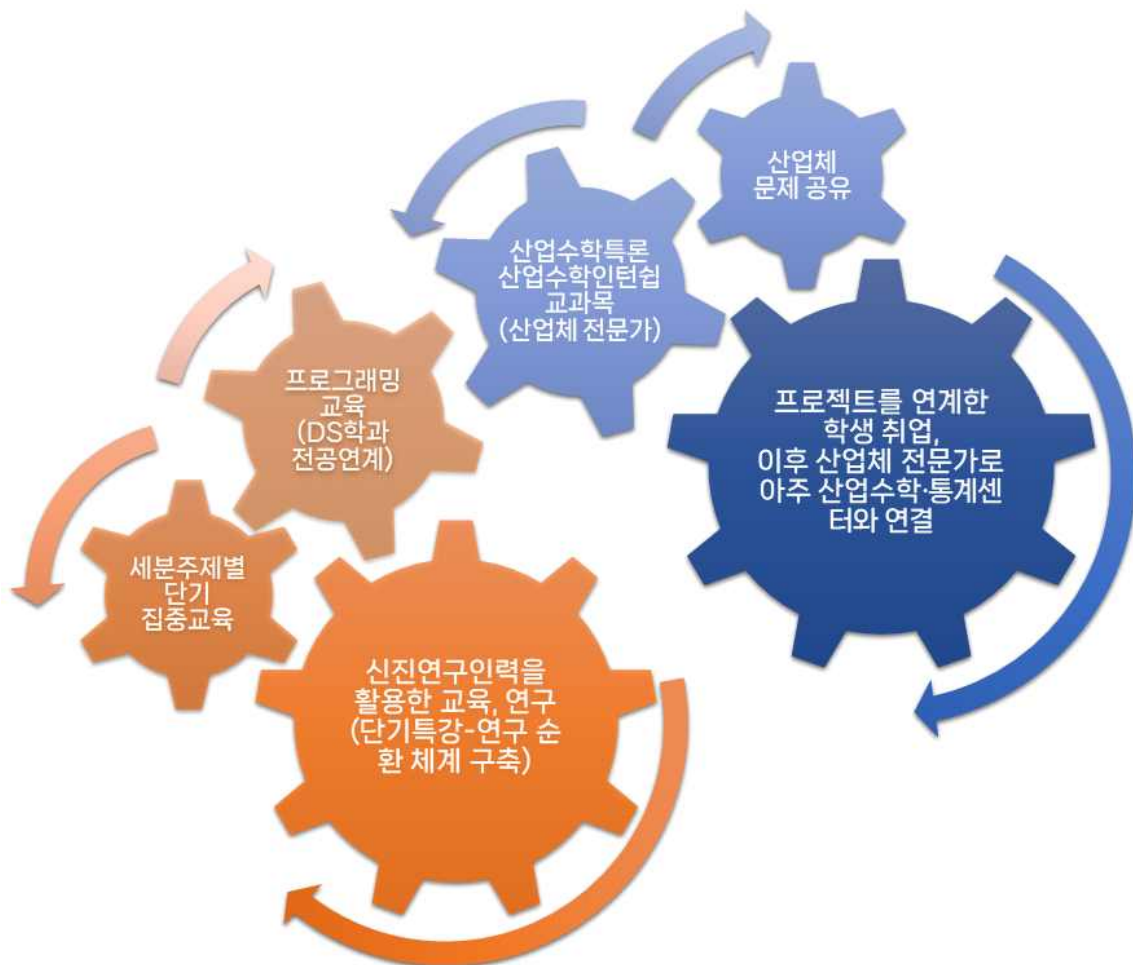 산업체
문제 공유
산업수학특론
산업수학인턴쉽
교과목
(산업체 전문가)
프로젝트를 연계한
학생 취업,
이후 산업체 전문가로
아주 산업수학·통계센
터와 연결
프로그래밍
교육
(DS학과
전공연계)
세분주제별
단기
집중교육
신진연구인력을
활용한 교육, 연구
(단기특강-연구 순
환 체계 구축)